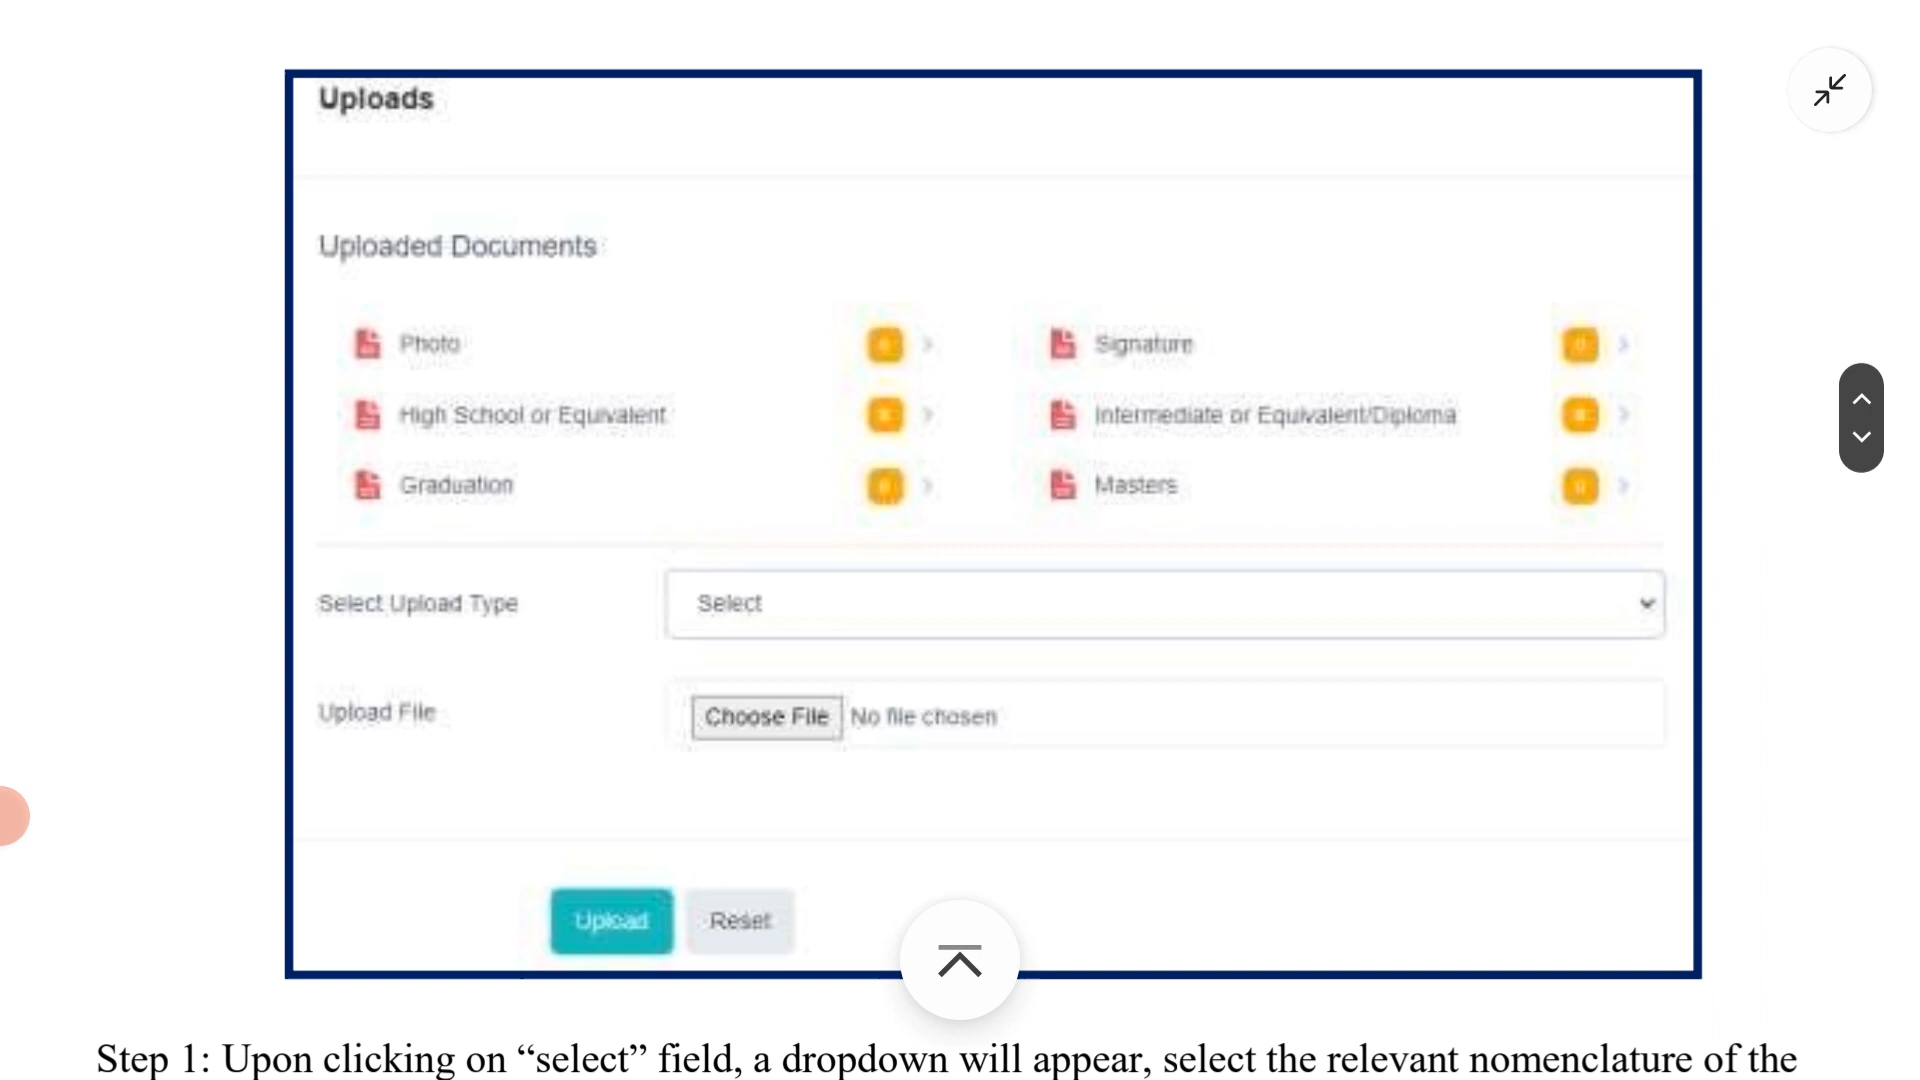 Uploads
Uploaded Documents
Photo
Signature
High School or Equivalent
Intermediate or Equivalent/Diploma
Graduation
Masters
Select Upload Type
Select
Upload File
Choose File No file chosen
Upload
Reset
Step 1: Upon clicking on “select” field, a dropdown will appear, select the relevant nomenclature of the